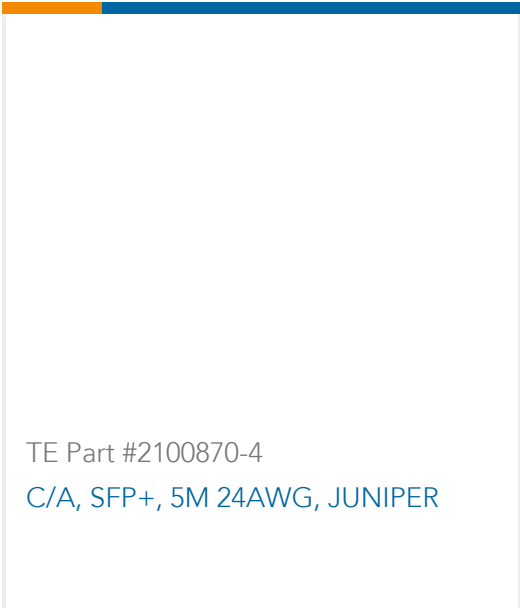 TE Part #2100870-4
C/A, SFP+, 5M 24AWG, JUNIPER